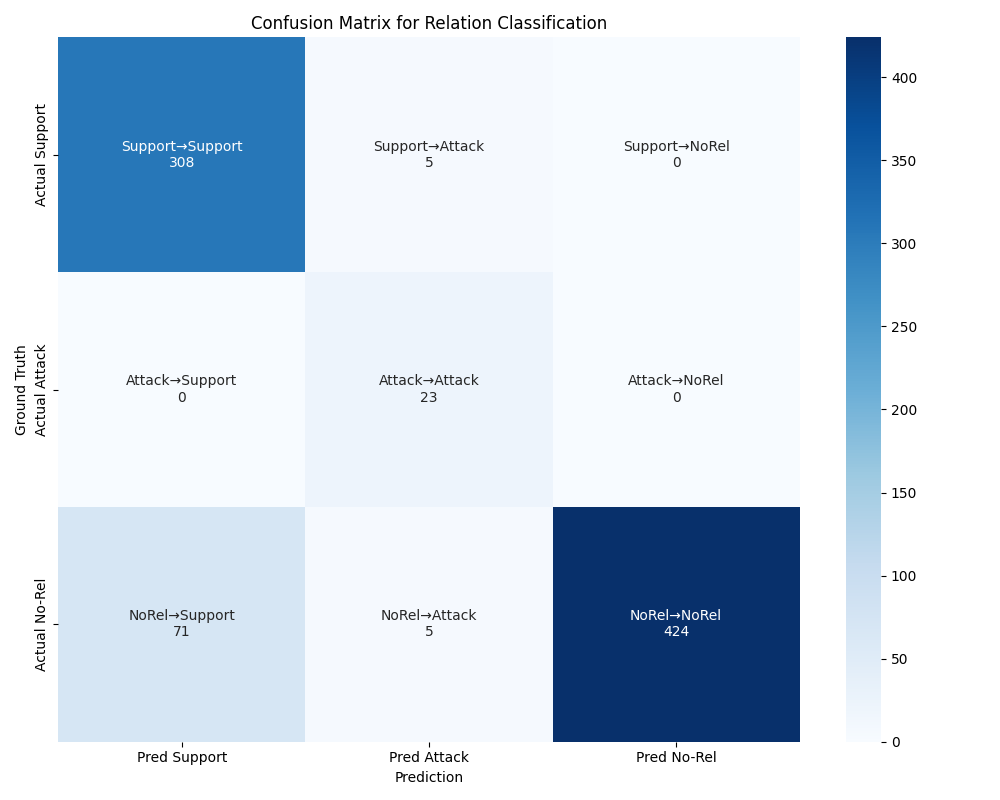 Confusion Matrix for Relation Classification
Ground Truth
Actual Support
Support→Support
308
Support→Attack
5
Support→NoRel
0
Actual Attack
Attack→Support
0
Attack→Attack
23
Attack→NoRel
0
Actual No-Rel
NoRel→Support
71
NoRel→Attack
5
NoRel→NoRel
424
Pred Support
Pred Attack
Pred No-Rel
Prediction
400
350
300
250
200
150
100
50
0